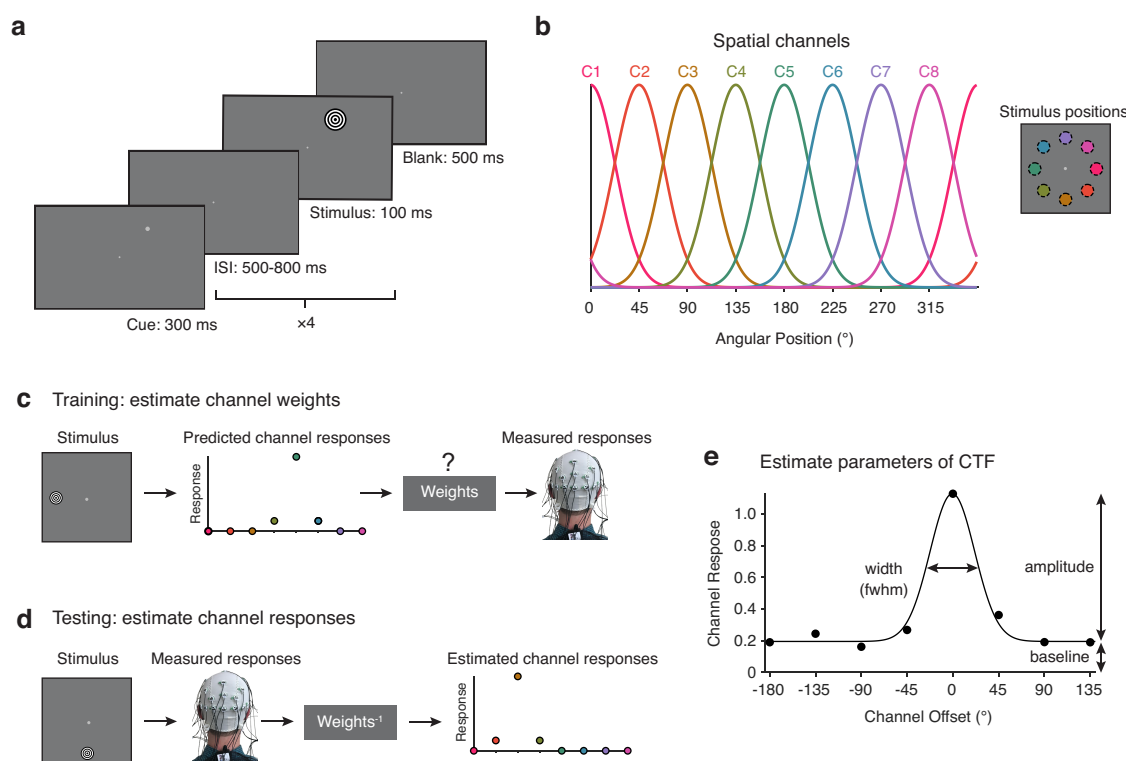 a
Blank: 500 ms
Stimulus: 100 ms
ISI: 500-800 ms
Cue: 300 ms
×4
b
Spatial channels
C1 C2 C3 C4 C5 C6 C7 C8
0 45 90 135 180 225 270 315
Angular Position (°)
Stimulus positions
c Training: estimate channel weights
Stimulus
Predicted channel responses
Response
?
Weights
Measured responses
d Testing: estimate channel responses
Stimulus
Measured responses
Weights⁻¹
Estimated channel responses
Response
e Estimate parameters of CTF
Channel Respose
1.0
0.8
0.6
0.4
0.2
0
width
(fwhm)
amplitude
baseline
-180 -135 -90 -45 0 45 90 135
Channel Offset (°)